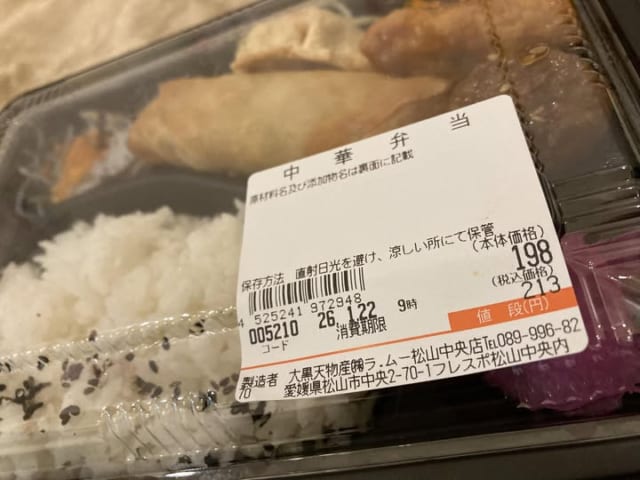 中華弁当
原材料名及び添加物名は裏面に記載
保存方法 直射日光を避け、涼しい所にて保管
(本体価格)
198
(税込価格)
213
値 段(円)
4 525241 972948
005210 26. 1.22 9時
コード 消費期限
製造者 大黒天物産㈱ラ.ムー松山中央店℡089-996-82
70 愛媛県松山市中央2-70-1フレスポ松山中央内